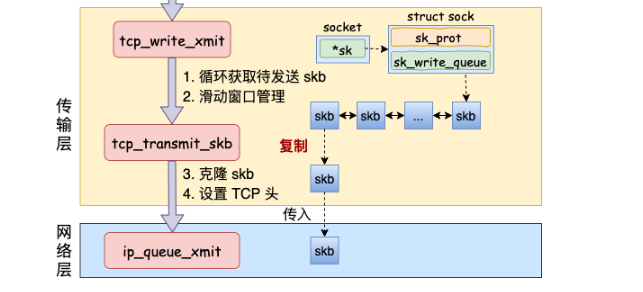 struct sock
socket
tcp_write_xmit
*sk
sk_prot
sk_write_queue
1. 循环获取待发送 skb
2. 滑动窗口管理
传输层
skb
skb
...
skb
tcp_transmit_skb
复制
3. 克隆 skb
4. 设置 TCP 头
skb
传入
网络层
ip_queue_xmit
skb